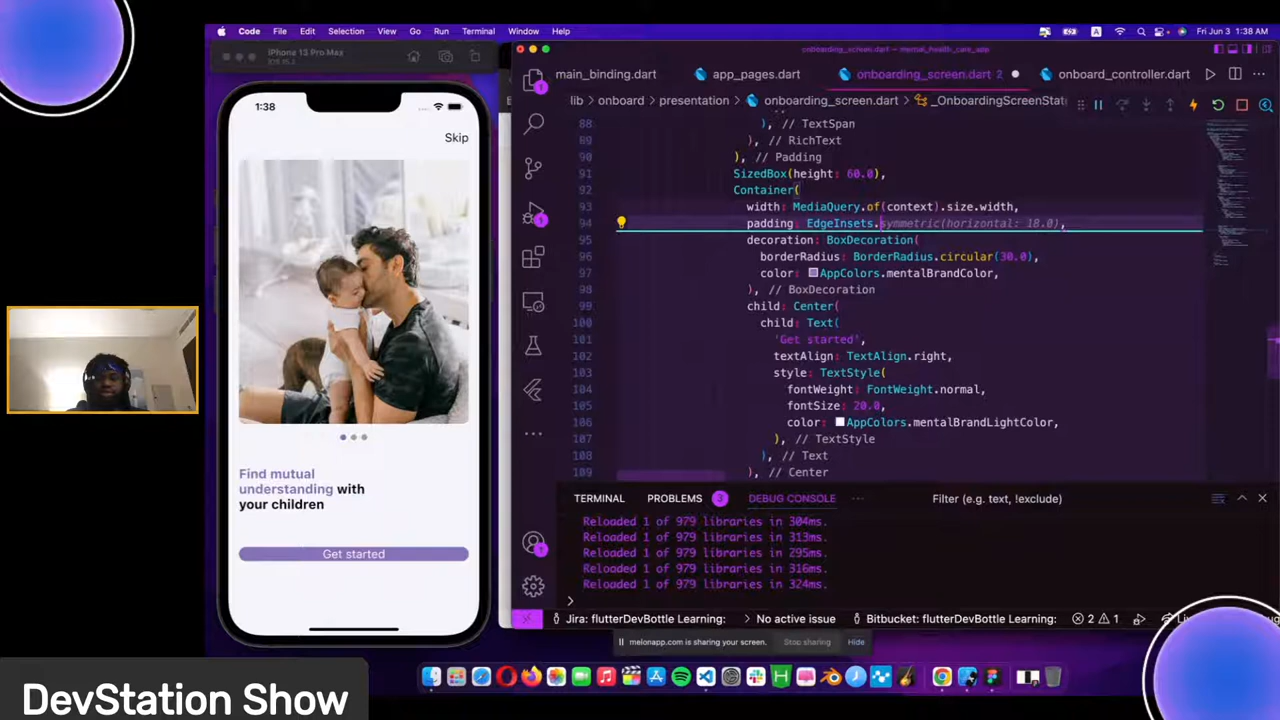 Code File Edit Selection View Go Run Terminal Window Help
Fri Jun 3 1:38 AM
iPhone 13 Pro Max
onboarding_screen.dart — mental_health_care_app
main_binding.dart app_pages.dart onboarding_screen.dart 2 onboard_controller.dart
lib > onboard > presentation > onboarding_screen.dart > _OnboardingScreenStat
1:38
Skip
Find mutual
understanding with
your children
Get started
88 ), // TextSpan
89 ), // RichText
90 ), // Padding
91 SizedBox(height: 60.0),
92 Container(
93 width: MediaQuery.of(context).size.width,
94 padding: EdgeInsets.symmetric(horizontal: 18.0),
95 decoration: BoxDecoration(
96 borderRadius: BorderRadius.circular(30.0),
97 color: AppColors.mentalBrandColor,
98 ), // BoxDecoration
99 child: Center(
100 child: Text(
101 'Get started',
102 textAlign: TextAlign.right,
103 style: TextStyle(
104 fontWeight: FontWeight.normal,
105 fontSize: 20.0,
106 color: AppColors.mentalBrandLightColor,
107 ), // TextStyle
108 ), // Text
109 ), // Center
TERMINAL PROBLEMS 3 DEBUG CONSOLE ... Filter (e.g. text, !exclude)
Reloaded 1 of 979 libraries in 304ms.
Reloaded 1 of 979 libraries in 313ms.
Reloaded 1 of 979 libraries in 295ms.
Reloaded 1 of 979 libraries in 316ms.
Reloaded 1 of 979 libraries in 324ms.
>
Jira: flutterDevBottle Learning: No active issue Bitbucket: flutterDevBottle Learning: 2 1
melonapp.com is sharing your screen. Stop sharing Hide
DevStation Show